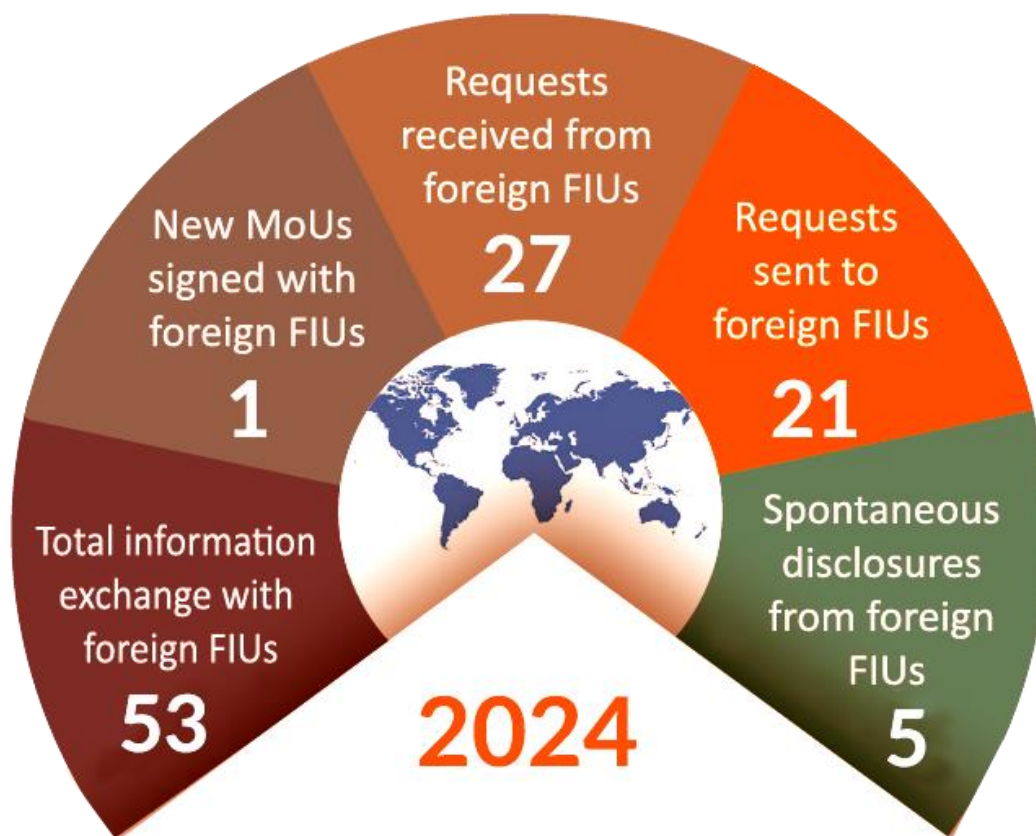 Total information
exchange with
foreign FIUs
53
New MoUs
signed with
foreign FIUs
1
Requests
received from
foreign FIUs
27
Requests
sent to
foreign FIUs
21
Spontaneous
disclosures
from foreign
FIUs
5
2024